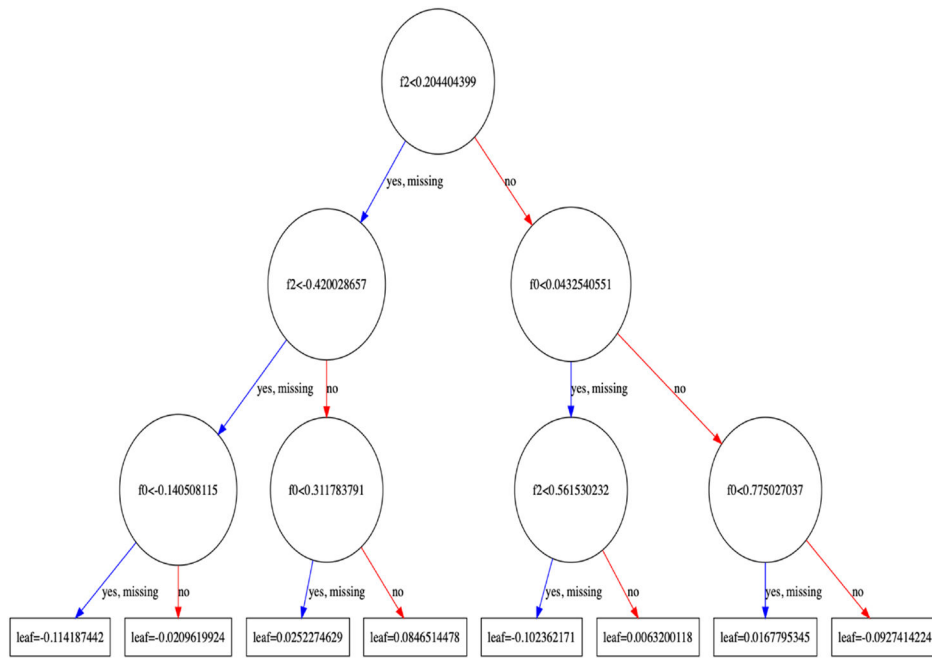 f2<0.204404399
yes, missing
no
f2<-0.420028657
f0<0.0432540551
yes, missing
no
yes, missing
no
f0<-0.140508115
f0<0.311783791
f2<0.561530232
f0<0.775027037
yes, missing
no
yes, missing
no
yes, missing
no
yes, missing
no
leaf=-0.114187442
leaf=-0.0209619924
leaf=0.0252274629
leaf=0.0846514478
leaf=-0.102362171
leaf=0.0063200118
leaf=0.0167795345
leaf=-0.0927414224